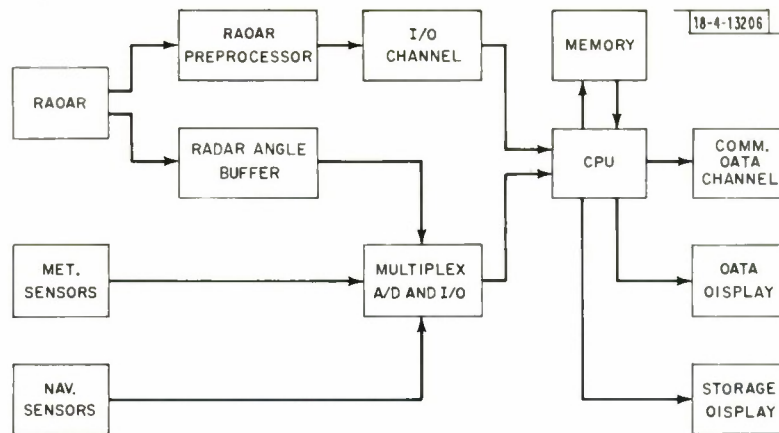 18-4-13206
RAOAR
PREPROCESSOR
I/O
CHANNEL
MEMORY
RAOAR
RADAR ANGLE
BUFFER
CPU
COMM.
OATA
CHANNEL
MET.
SENSORS
MULTIPLEX
A/D AND I/O
OATA
OISPLAY
NAV.
SENSORS
STORAGE
OISPLAY